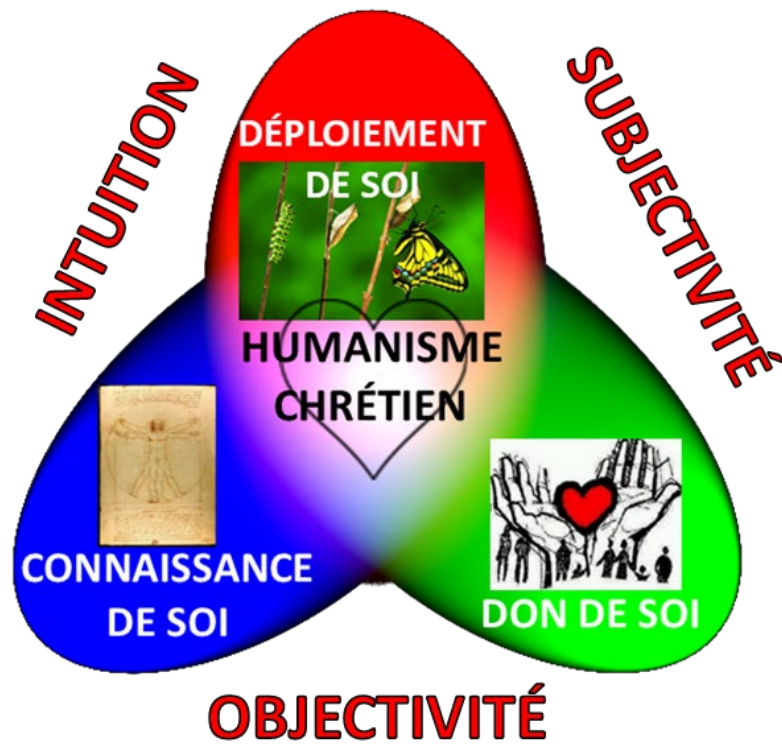 INTUITION
SUBJECTIVITÉ
DÉPLOIEMENT
DE SOI
HUMANISME
CHRÉTIEN
CONNAISSANCE
DE SOI
DON DE SOI
OBJECTIVITÉ